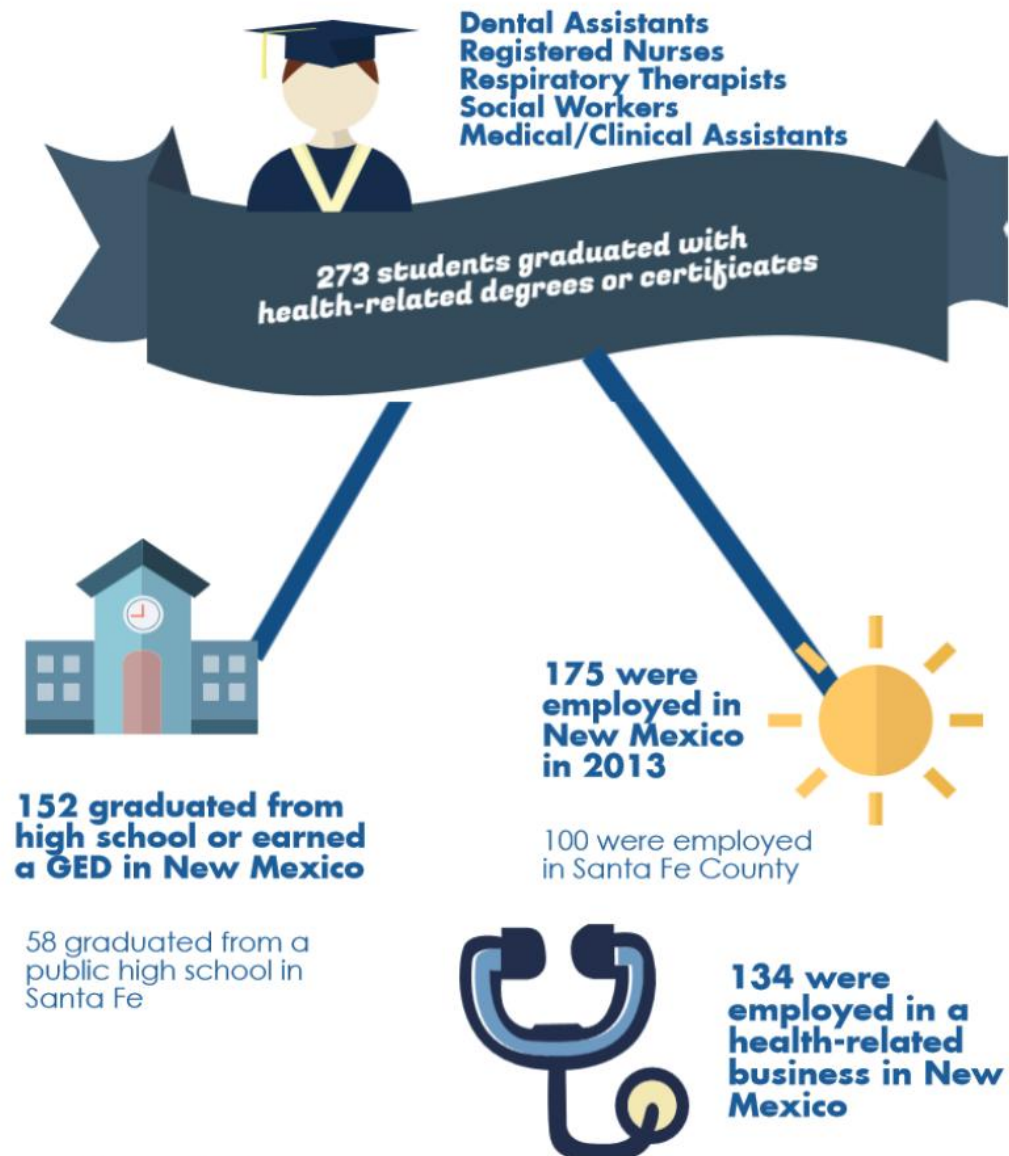 Dental Assistants
Registered Nurses
Respiratory Therapists
Social Workers
Medical/Clinical Assistants
273 students graduated with
health-related degrees or certificates
152 graduated from
high school or earned
a GED in New Mexico
58 graduated from a
public high school in
Santa Fe
175 were
employed in
New Mexico
in 2013
100 were employed
in Santa Fe County
134 were
employed in a
health-related
business in New
Mexico